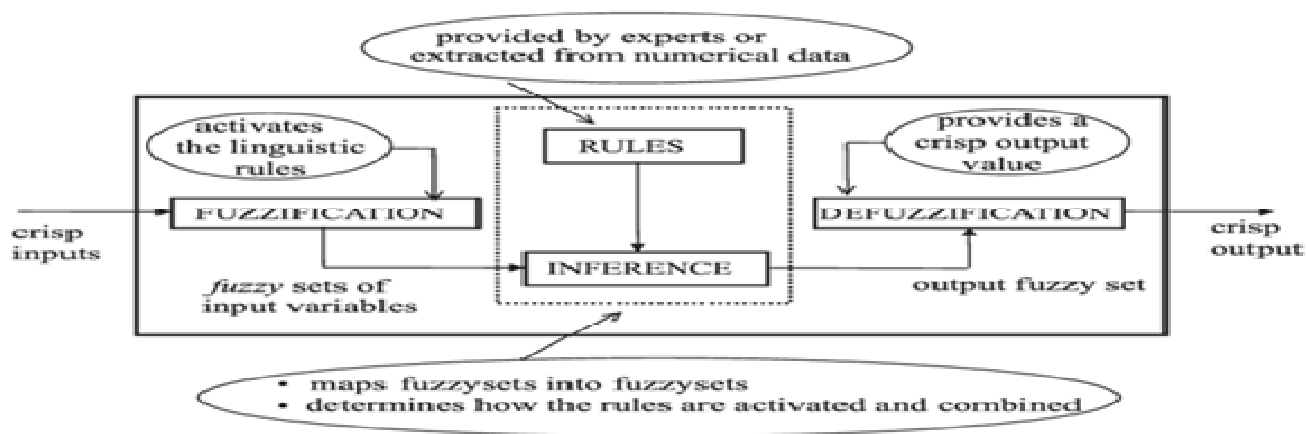 provided by experts or
extracted from numerical data
activates
the linguistic
rules
RULES
provides a
crisp output
value
FUZZIFICATION
DEFUZZIFICATION
crisp
inputs
crisp
output
INFERENCE
fuzzy sets of
input variables
output fuzzy set
• maps fuzzysets into fuzzysets
• determines how the rules are activated and combined